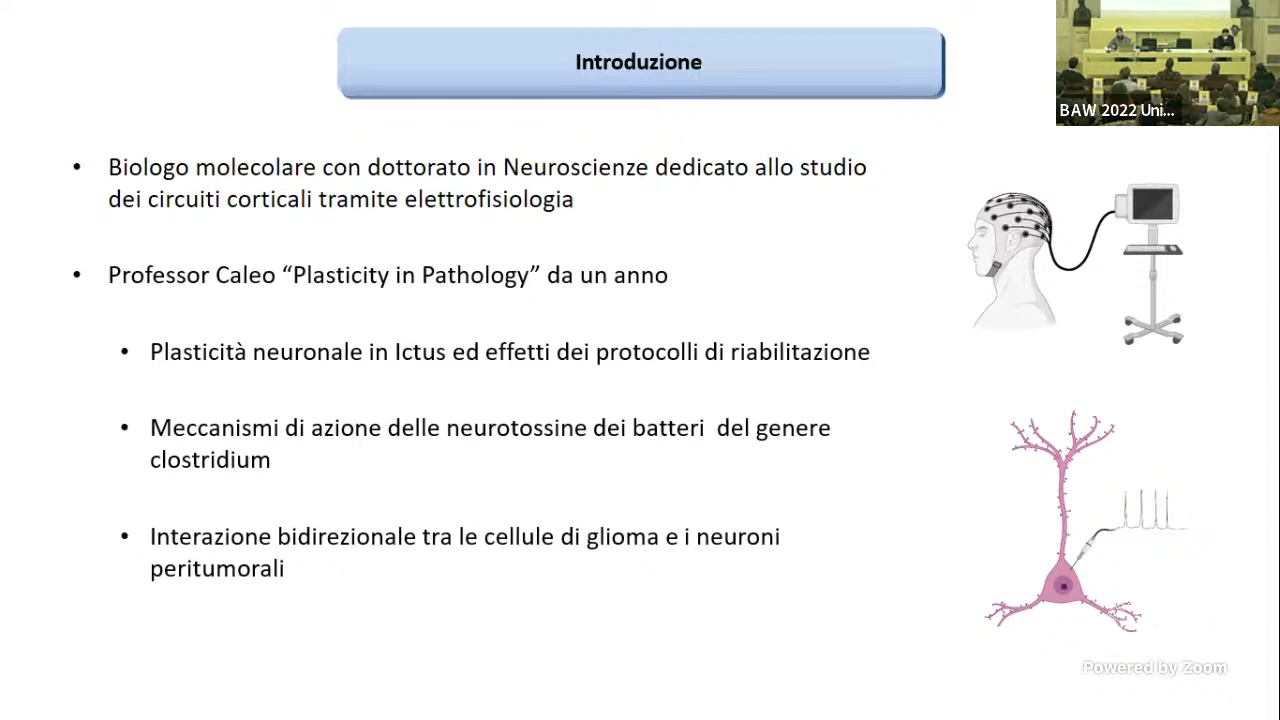 Introduzione
BAW 2022 Uni...
• Biologo molecolare con dottorato in Neuroscienze dedicato allo studio
dei circuiti corticali tramite elettrofisiologia
• Professor Caleo “Plasticity in Pathology” da un anno
• Plasticità neuronale in Ictus ed effetti dei protocolli di riabilitazione
• Meccanismi di azione delle neurotossine dei batteri  del genere
clostridium
• Interazione bidirezionale tra le cellule di glioma e i neuroni
peritumorali
Powered by Zoom